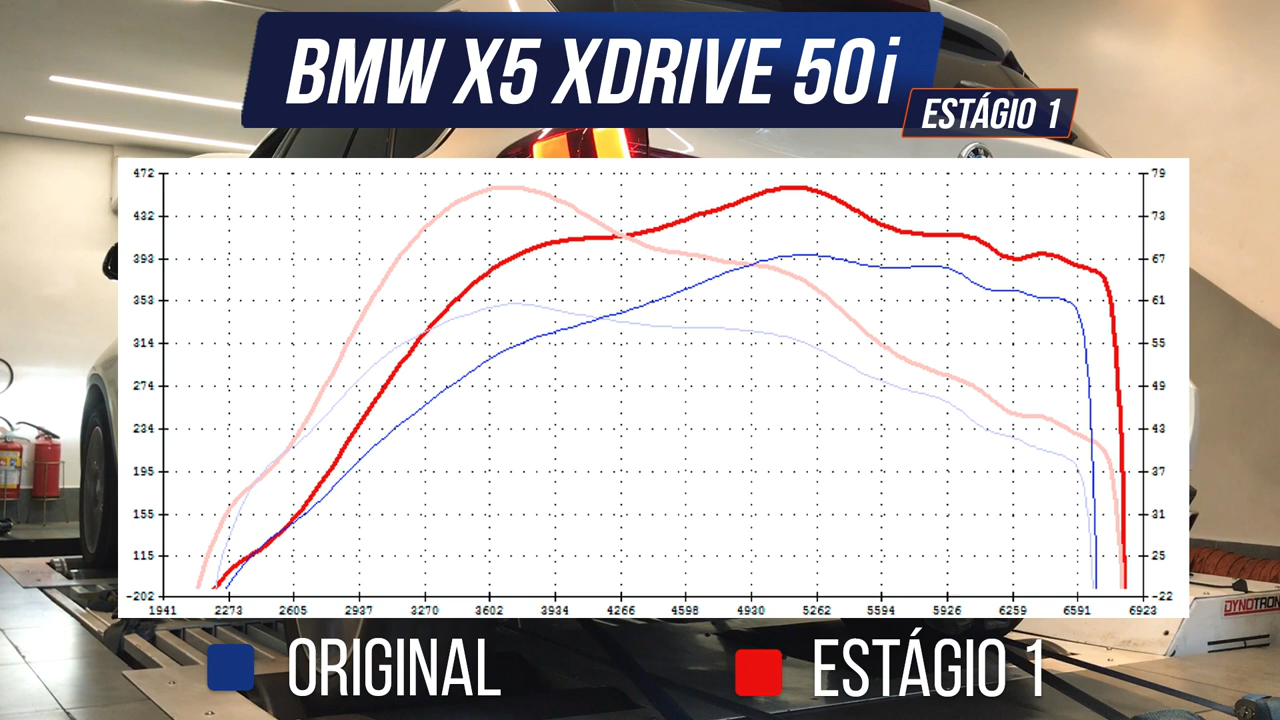 BMW X5 XDRIVE 50i
ESTÁGIO 1
472 79
432 73
393 67
353 61
314 55
274 49
234 43
195 37
155 31
115 25
-202 -22
1941 2273 2605 2937 3270 3602 3934 4266 4598 4930 5262 5594 5926 6259 6591 6923
DYNOTRON
ORIGINAL ESTÁGIO 1